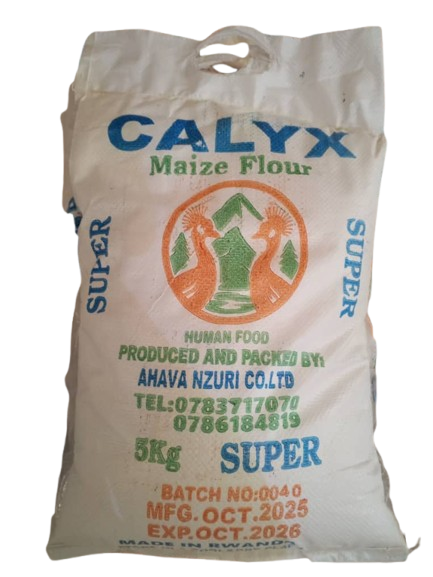 CALYX
Maize Flour
SUPER
SUPER
HUMAN FOOD
PRODUCED AND PACKED BY:
AHAVA NZURI CO.LTD
TEL:0783717070
0786184819
5Kg SUPER
BATCH NO:0040
MFG. OCT.2025
EXP.OCT.2026
MADE IN RWANDA